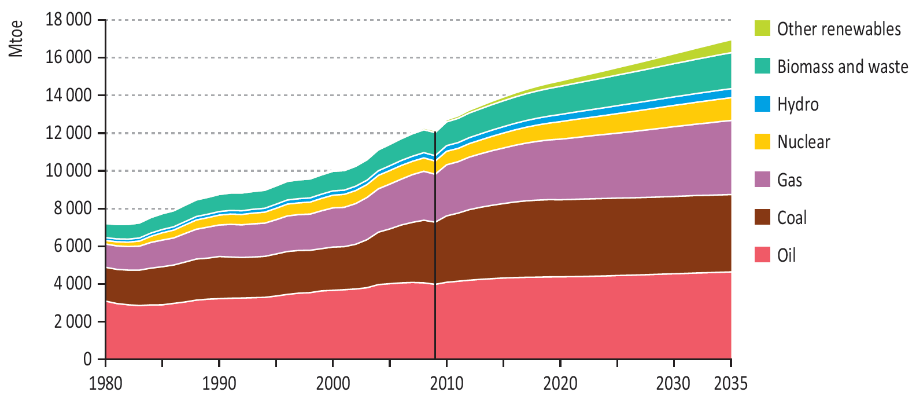 Mtoe
18 000
16 000
14 000
12 000
10 000
8 000
6 000
4 000
2 000
0
1980
1990
2000
2010
2020
2030
2035
Other renewables
Biomass and waste
Hydro
Nuclear
Gas
Coal
Oil